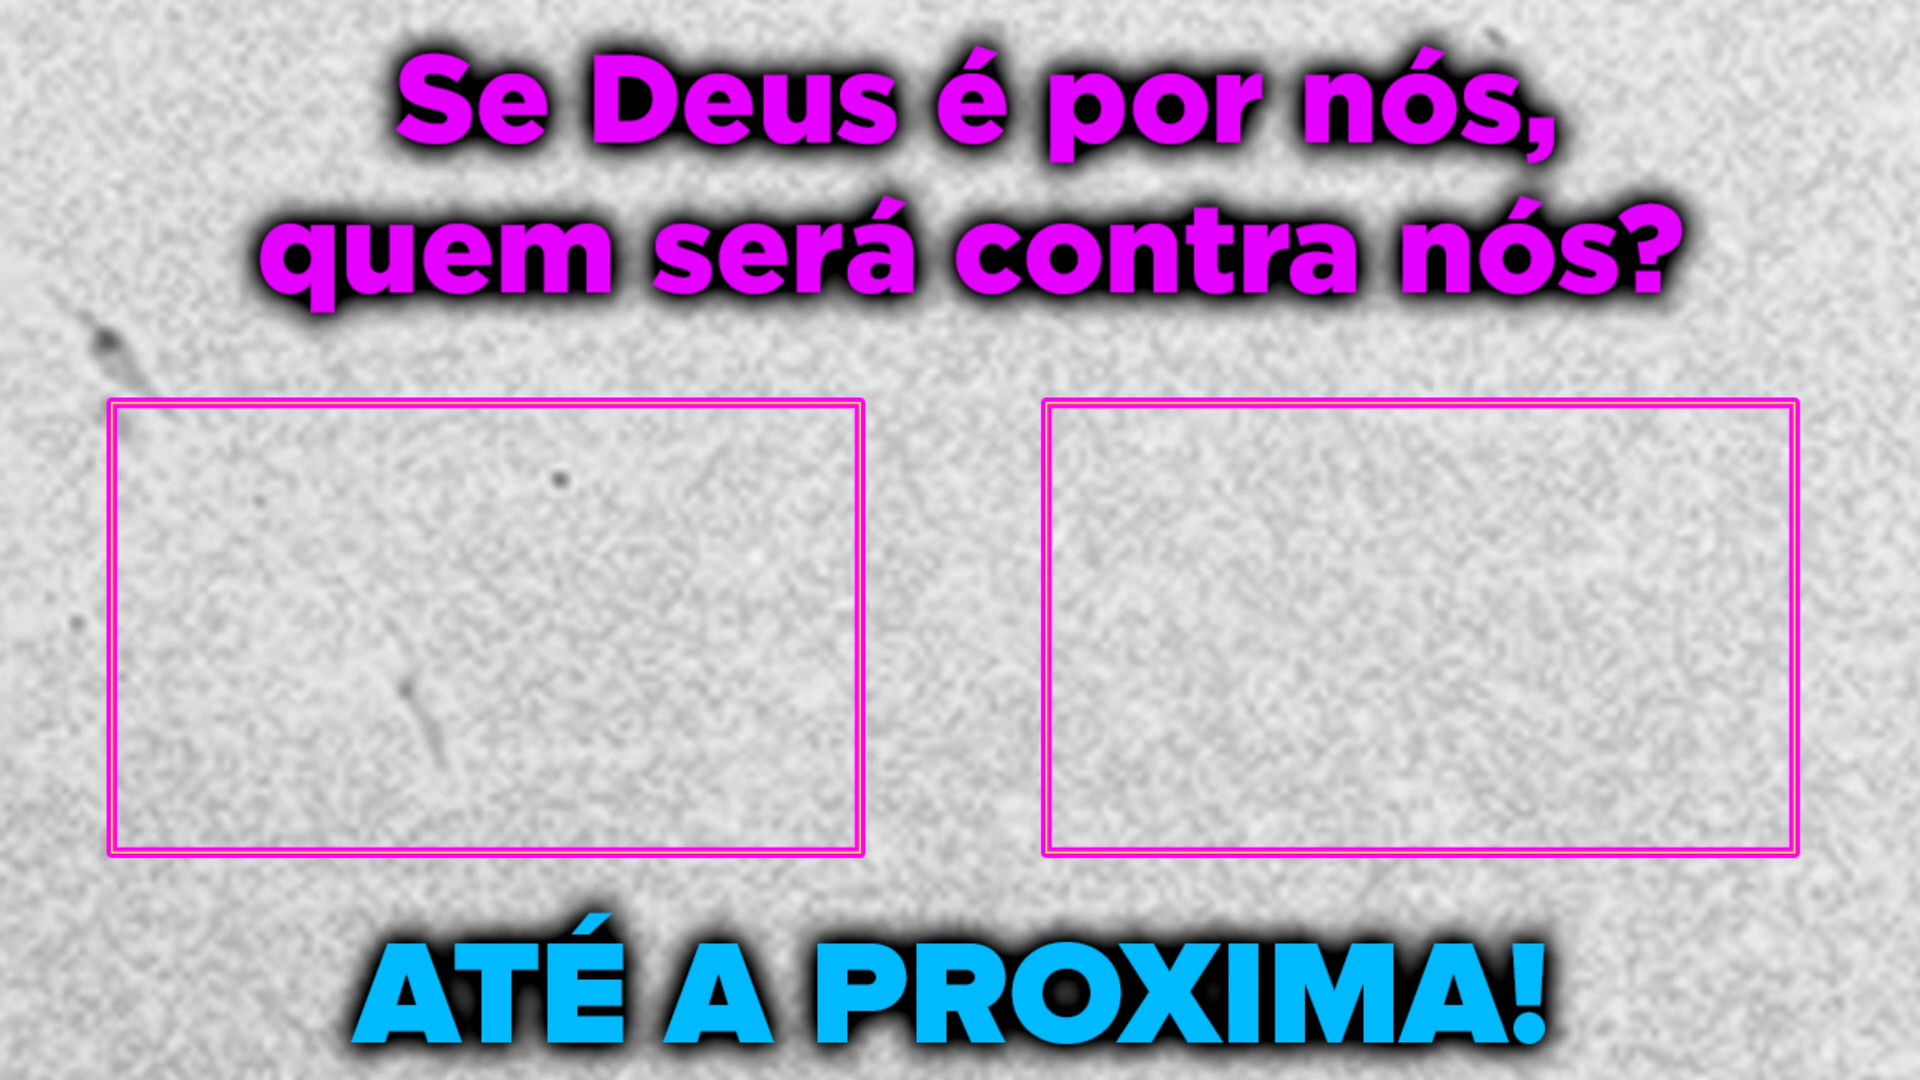 Se Deus é por nós,
quem será contra nós?
ATÉ A PROXIMA!